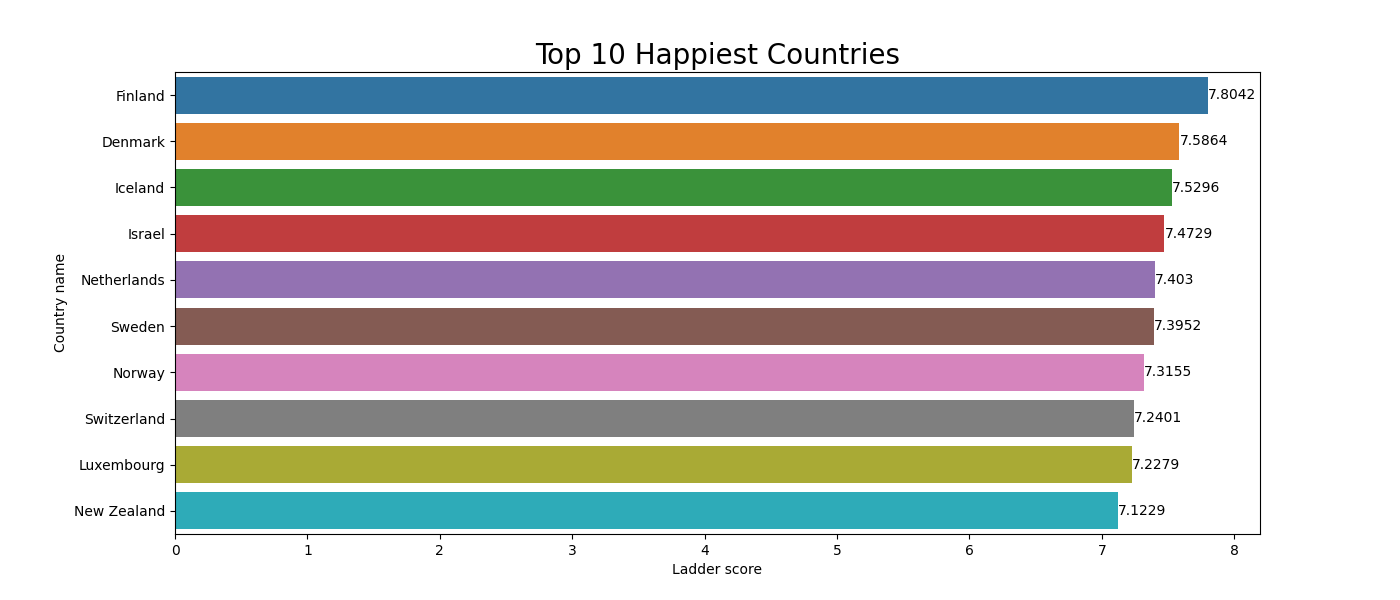 Top 10 Happiest Countries
Finland 7.8042
Denmark 7.5864
Iceland 7.5296
Israel 7.4729
Netherlands 7.403
Sweden 7.3952
Norway 7.3155
Switzerland 7.2401
Luxembourg 7.2279
New Zealand 7.1229
Country name
0 1 2 3 4 5 6 7 8
Ladder score